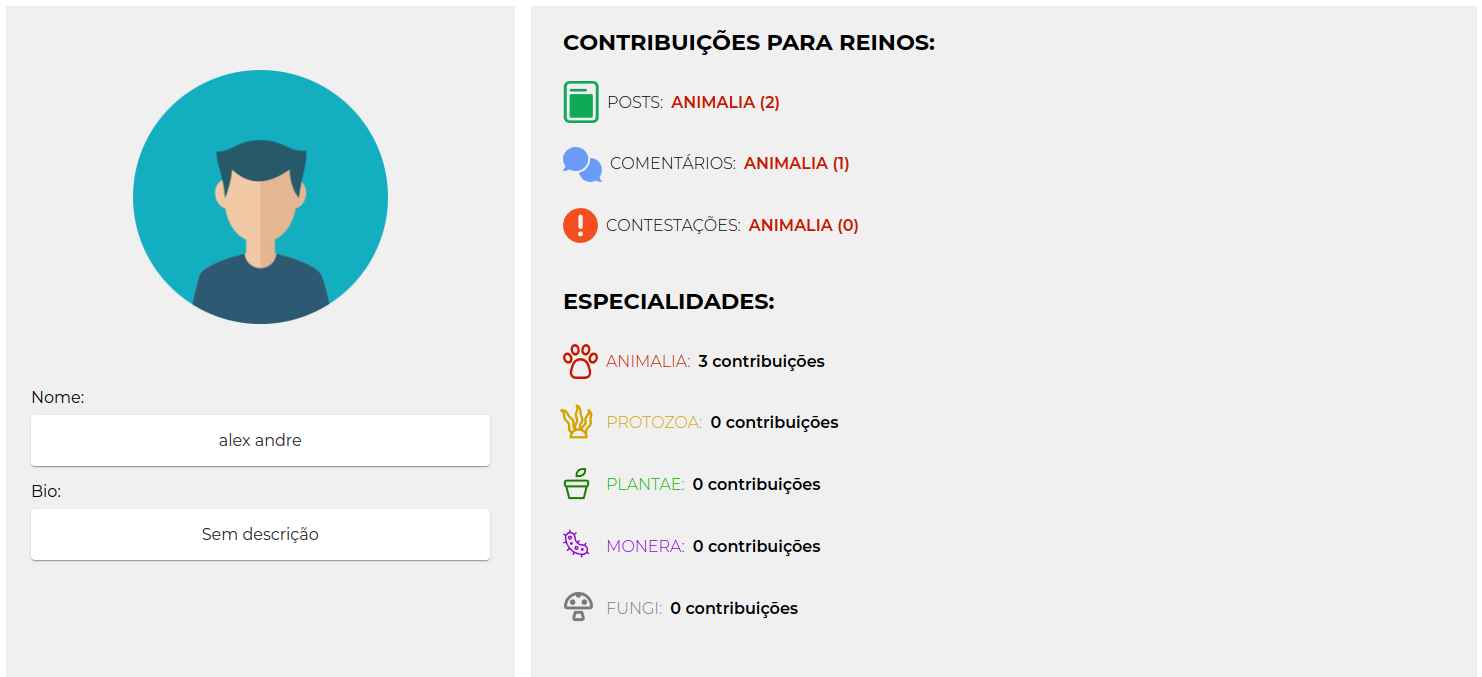 Nome:
alex andre
Bio:
Sem descrição
CONTRIBUIÇÕES PARA REINOS:
POSTS: ANIMALIA (2)
COMENTÁRIOS: ANIMALIA (1)
CONTESTAÇÕES: ANIMALIA (0)
ESPECIALIDADES:
ANIMALIA: 3 contribuições
PROTOZOA: 0 contribuições
PLANTAE: 0 contribuições
MONERA: 0 contribuições
FUNGI: 0 contribuições